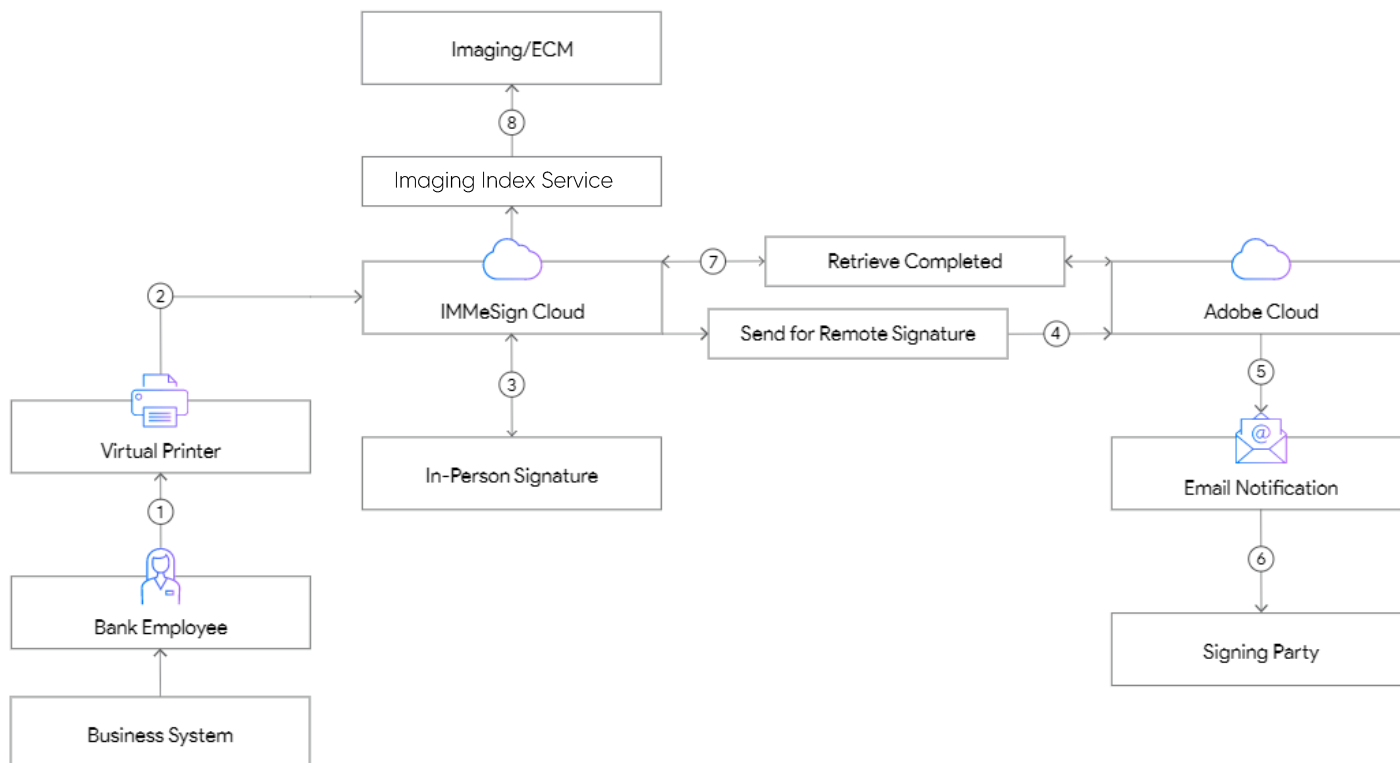 Imaging/ECM
8
Imaging Index Service
IMMeSign Cloud
7
Retrieve Completed
Adobe Cloud
Send for Remote Signature
4
2
3
5
Virtual Printer
In-Person Signature
@
Email Notification
1
6
Bank Employee
Signing Party
Business System